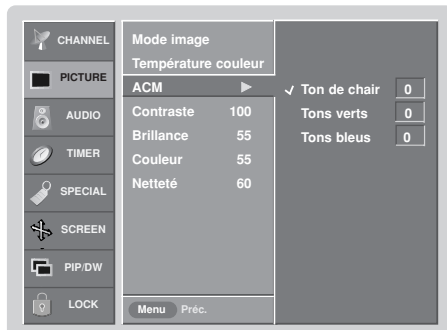 CHANNEL
PICTURE
AUDIO
TIMER
SPECIAL
SCREEN
PIP/DW
LOCK
Mode image
Température couleur
ACM
Contraste 100
Brillance 55
Couleur 55
Netteté 60
Menu Préc.
Ton de chair 0
Tons verts 0
Tons bleus 0